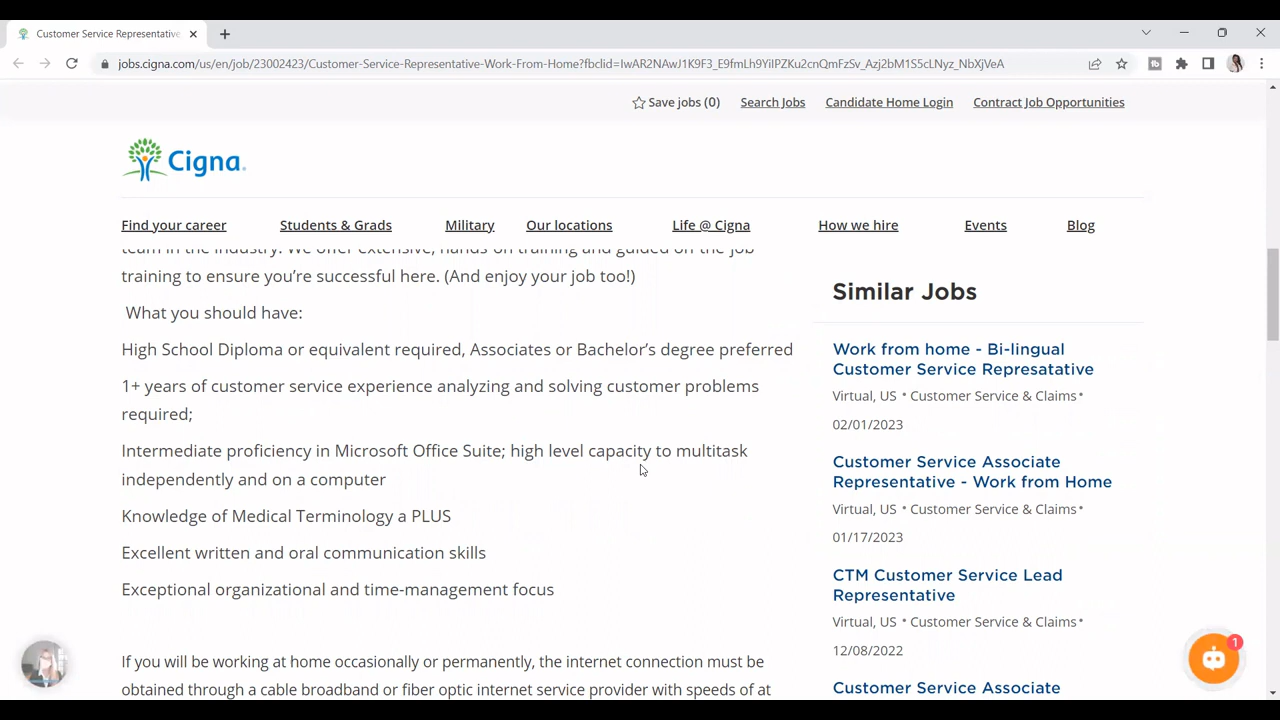 Customer Service Representative
jobs.cigna.com/us/en/job/23002423/Customer-Service-Representative-Work-From-Home?fbclid=IwAR2NAwJ1K9F3_E9fmLh9YiIPZKu2cnQmFzSv_Azj2bM1S5cLNyz_NbXjVeA
Save jobs (0) Search Jobs Candidate Home Login Contract Job Opportunities
Cigna.
Find your career Students & Grads Military Our locations Life @ Cigna How we hire Events Blog
team in the industry. We offer extensive, hands-on training and guided on the job
training to ensure you're successful here. (And enjoy your job too!)
What you should have:
High School Diploma or equivalent required, Associates or Bachelor's degree preferred
1+ years of customer service experience analyzing and solving customer problems
required;
Intermediate proficiency in Microsoft Office Suite; high level capacity to multitask
independently and on a computer
Knowledge of Medical Terminology a PLUS
Excellent written and oral communication skills
Exceptional organizational and time-management focus
If you will be working at home occasionally or permanently, the internet connection must be
obtained through a cable broadband or fiber optic internet service provider with speeds of at
Similar Jobs
Work from home - Bi-lingual
Customer Service Represatative
Virtual, US • Customer Service & Claims •
02/01/2023
Customer Service Associate
Representative - Work from Home
Virtual, US • Customer Service & Claims •
01/17/2023
CTM Customer Service Lead
Representative
Virtual, US • Customer Service & Claims •
12/08/2022
Customer Service Associate
1